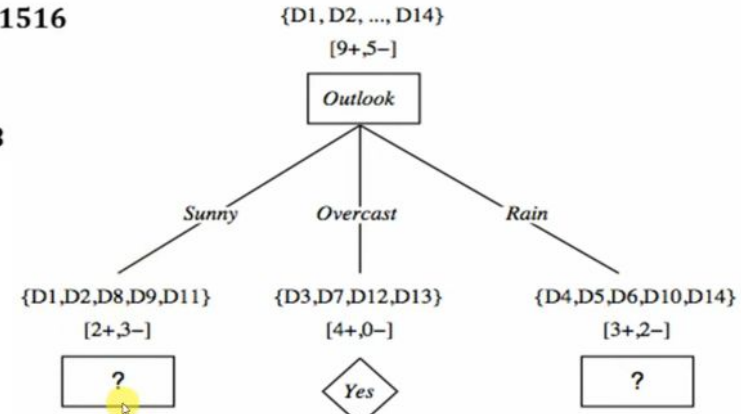 1516
{D1, D2, ..., D14}
[9+,5−]
Outlook
Sunny
Overcast
Rain
{D1,D2,D8,D9,D11}
{D3,D7,D12,D13}
{D4,D5,D6,D10,D14}
[2+,3−]
[4+,0−]
[3+,2−]
?
Yes
?